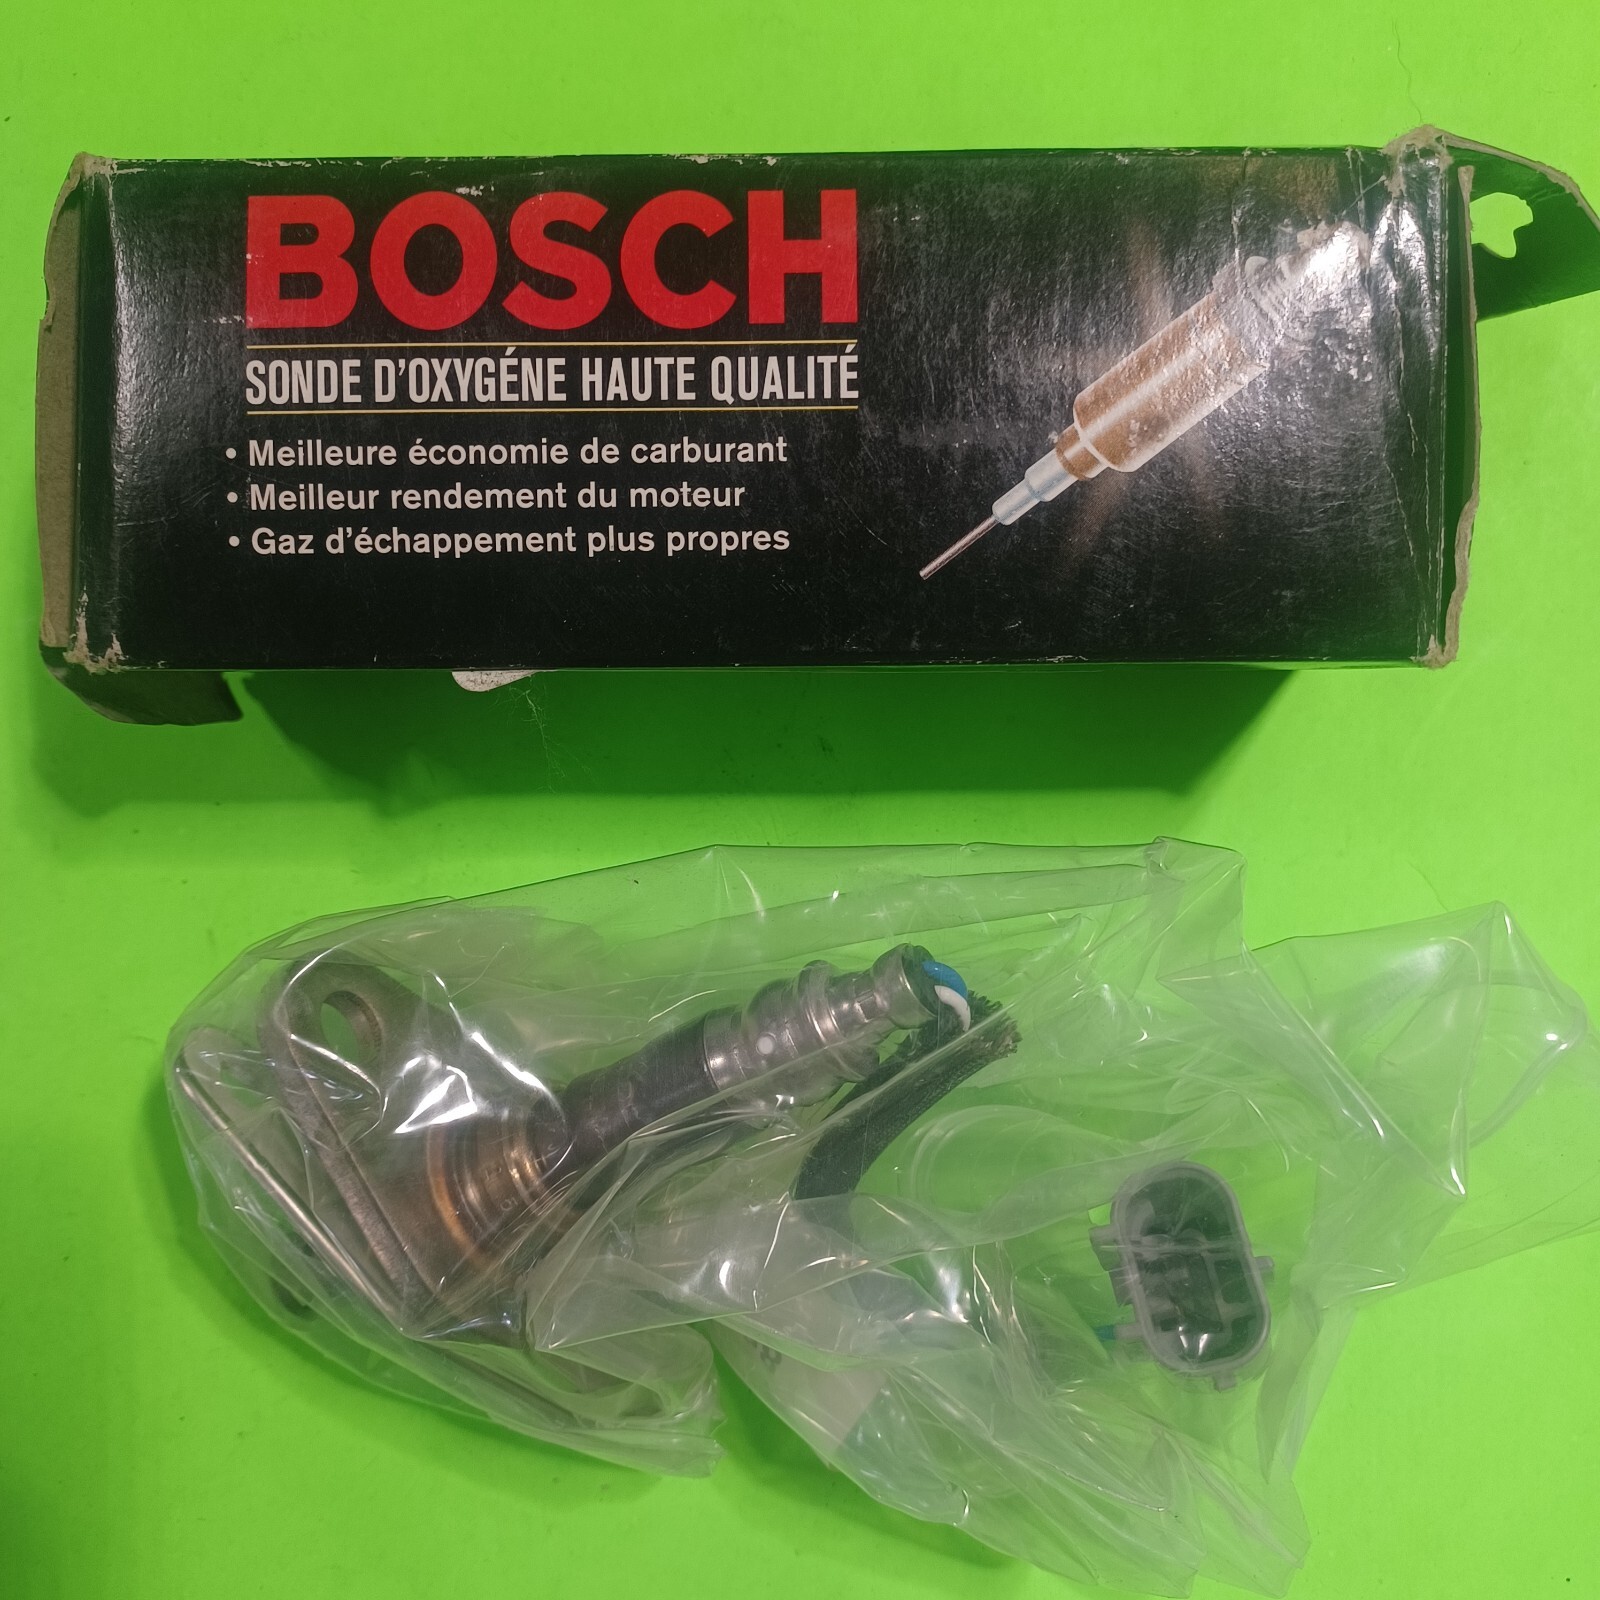 BOSCH
SONDE D'OXYGÉNE HAUTE QUALITÉ
• Meilleure économie de carburant
• Meilleur rendement du moteur
• Gaz d'échappement plus propres